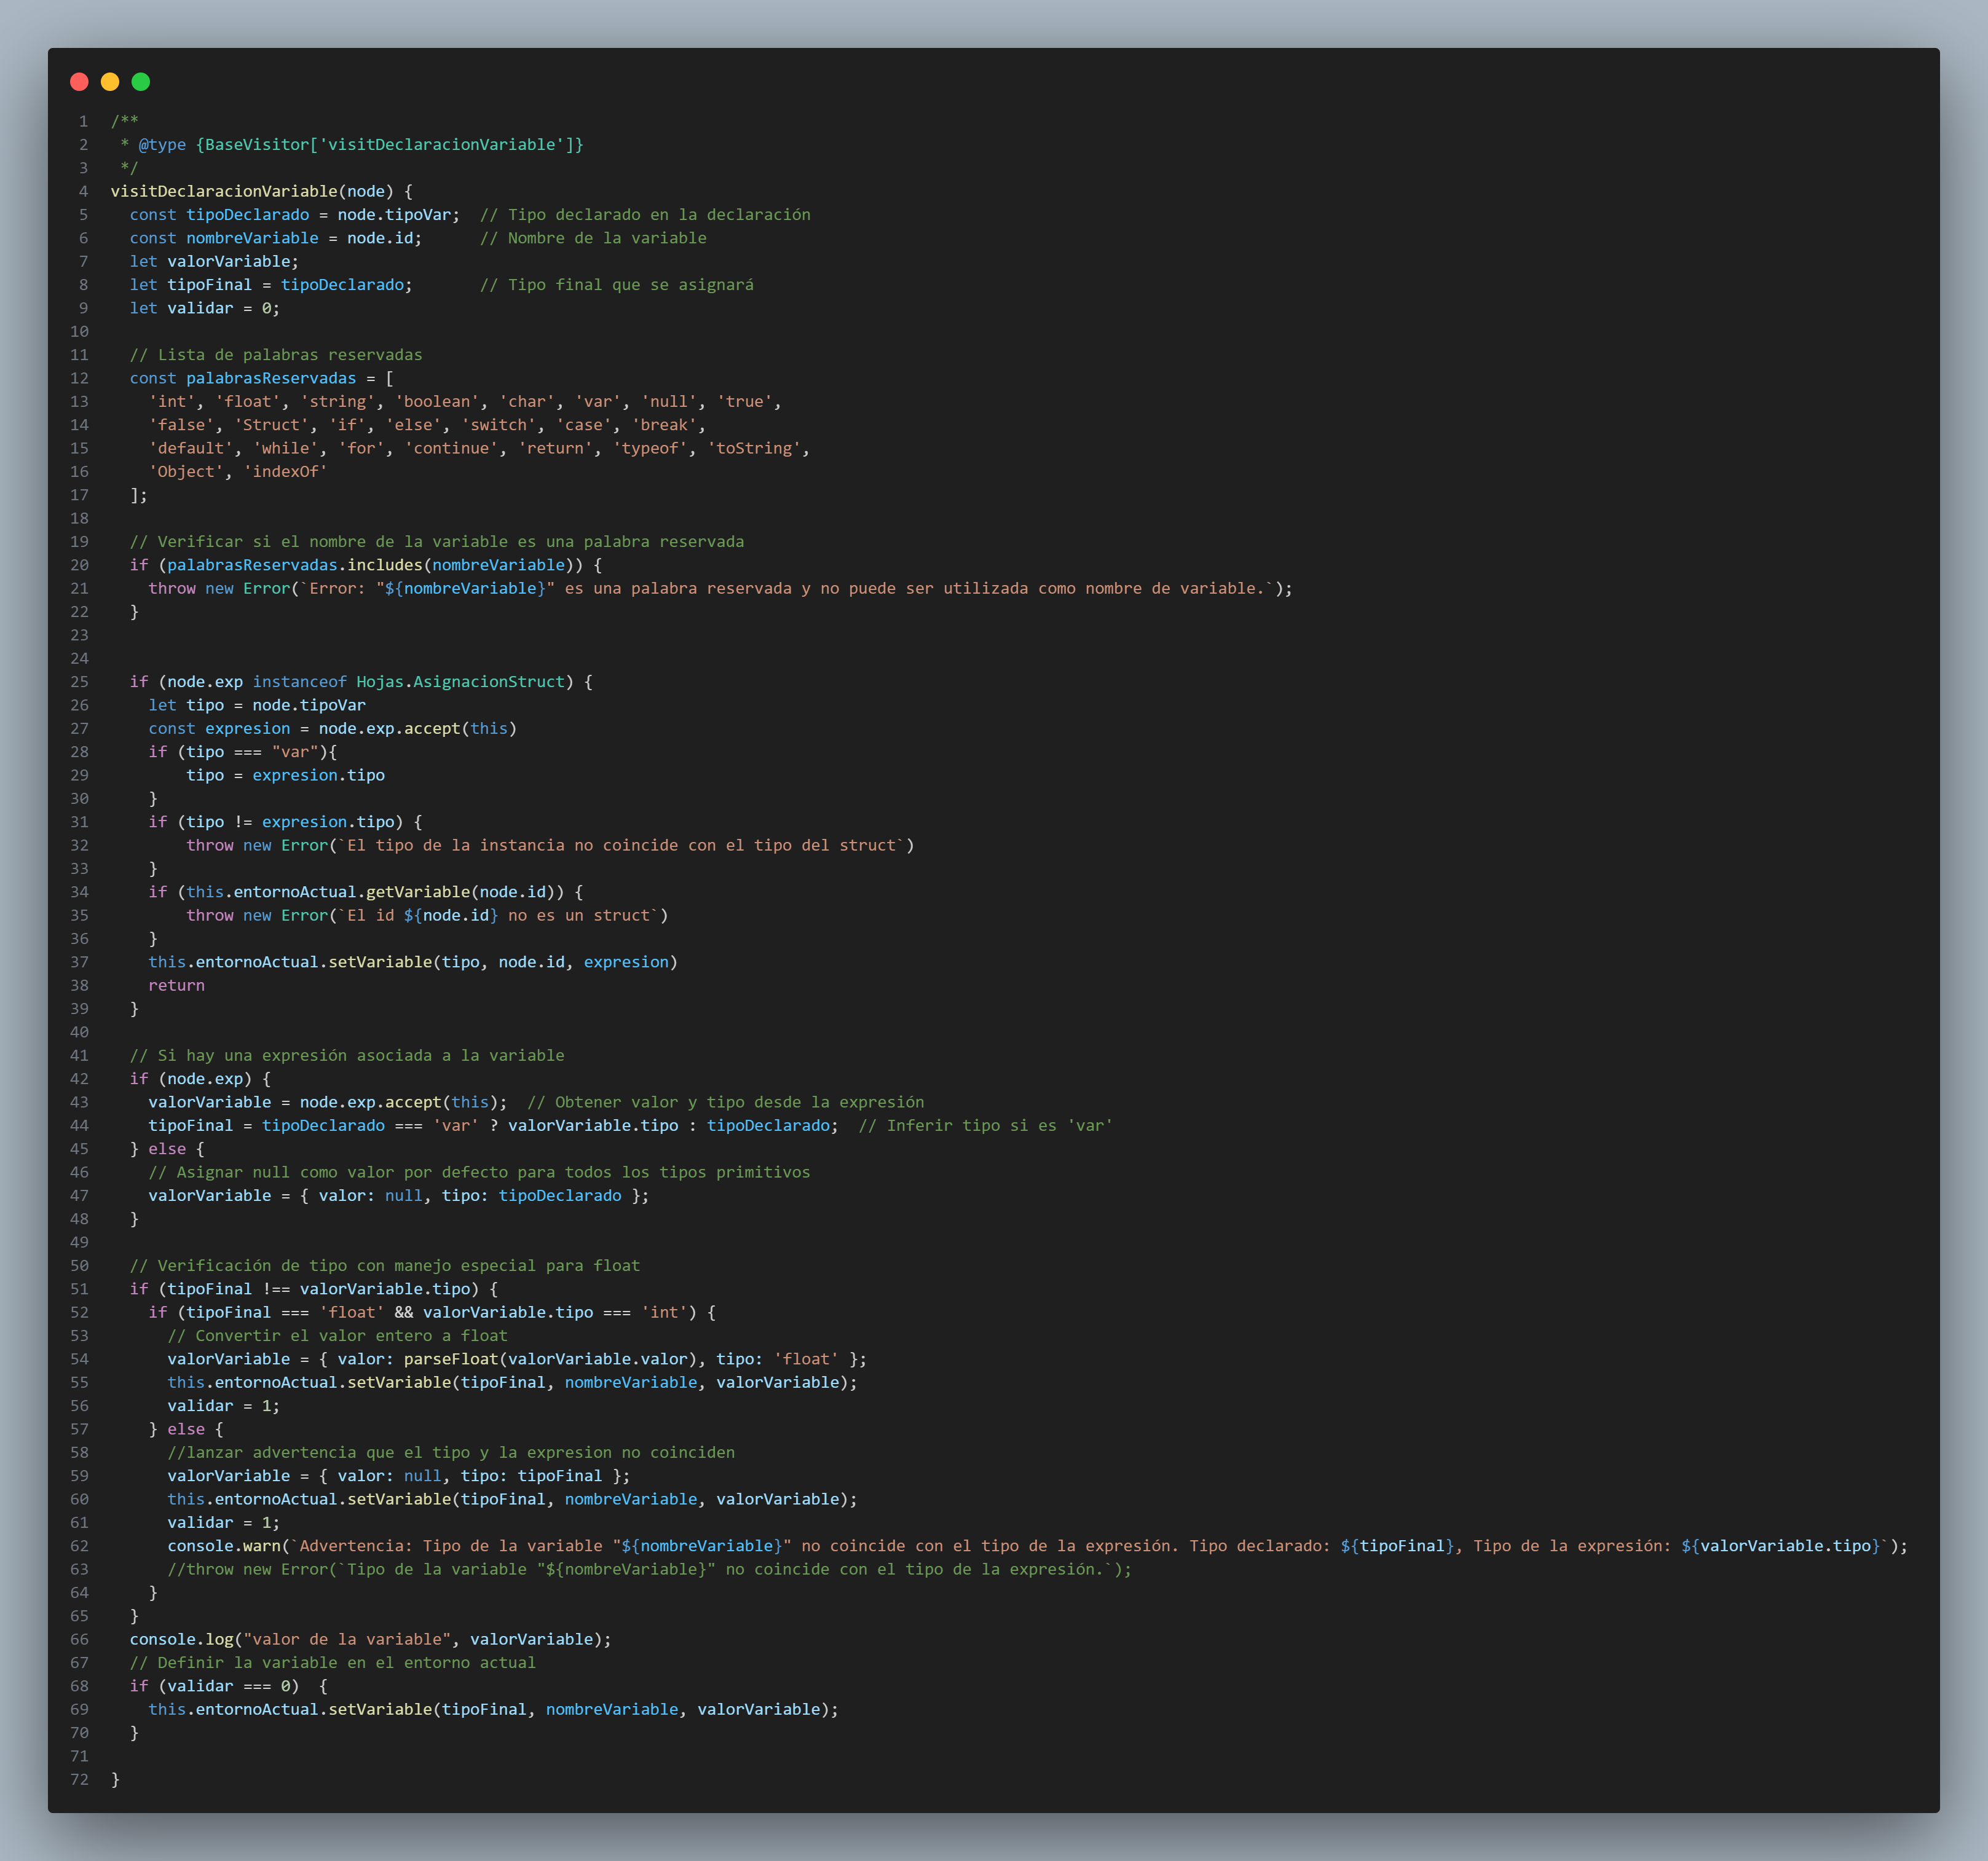 1 /**
2  * @type {BaseVisitor['visitDeclaracionVariable']}
3  */
4 visitDeclaracionVariable(node) {
5   const tipoDeclarado = node.tipoVar;  // Tipo declarado en la declaración
6   const nombreVariable = node.id;      // Nombre de la variable
7   let valorVariable;
8   let tipoFinal = tipoDeclarado;       // Tipo final que se asignará
9   let validar = 0;
10
11   // Lista de palabras reservadas
12   const palabrasReservadas = [
13     'int', 'float', 'string', 'boolean', 'char', 'var', 'null', 'true',
14     'false', 'Struct', 'if', 'else', 'switch', 'case', 'break',
15     'default', 'while', 'for', 'continue', 'return', 'typeof', 'toString',
16     'Object', 'indexOf'
17   ];
18
19   // Verificar si el nombre de la variable es una palabra reservada
20   if (palabrasReservadas.includes(nombreVariable)) {
21     throw new Error(`Error: "${nombreVariable}" es una palabra reservada y no puede ser utilizada como nombre de variable.`);
22   }
23
24
25   if (node.exp instanceof Hojas.AsignacionStruct) {
26     let tipo = node.tipoVar
27     const expresion = node.exp.accept(this)
28     if (tipo === "var"){
29         tipo = expresion.tipo
30     }
31     if (tipo != expresion.tipo) {
32         throw new Error(`El tipo de la instancia no coincide con el tipo del struct`)
33     }
34     if (this.entornoActual.getVariable(node.id)) {
35         throw new Error(`El id ${node.id} no es un struct`)
36     }
37     this.entornoActual.setVariable(tipo, node.id, expresion)
38     return
39   }
40
41   // Si hay una expresión asociada a la variable
42   if (node.exp) {
43     valorVariable = node.exp.accept(this);  // Obtener valor y tipo desde la expresión
44     tipoFinal = tipoDeclarado === 'var' ? valorVariable.tipo : tipoDeclarado;  // Inferir tipo si es 'var'
45   } else {
46     // Asignar null como valor por defecto para todos los tipos primitivos
47     valorVariable = { valor: null, tipo: tipoDeclarado };
48   }
49
50   // Verificación de tipo con manejo especial para float
51   if (tipoFinal !== valorVariable.tipo) {
52     if (tipoFinal === 'float' && valorVariable.tipo === 'int') {
53       // Convertir el valor entero a float
54       valorVariable = { valor: parseFloat(valorVariable.valor), tipo: 'float' };
55       this.entornoActual.setVariable(tipoFinal, nombreVariable, valorVariable);
56       validar = 1;
57     } else {
58       //lanzar advertencia que el tipo y la expresion no coinciden
59       valorVariable = { valor: null, tipo: tipoFinal };
60       this.entornoActual.setVariable(tipoFinal, nombreVariable, valorVariable);
61       validar = 1;
62       console.warn(`Advertencia: Tipo de la variable "${nombreVariable}" no coincide con el tipo de la expresión. Tipo declarado: ${tipoFinal}, Tipo de la expresión: ${valorVariable.tipo}`);
63       //throw new Error(`Tipo de la variable "${nombreVariable}" no coincide con el tipo de la expresión.`);
64     }
65   }
66   console.log("valor de la variable", valorVariable);
67   // Definir la variable en el entorno actual
68   if (validar === 0)  {
69     this.entornoActual.setVariable(tipoFinal, nombreVariable, valorVariable);
70   }
71
72 }